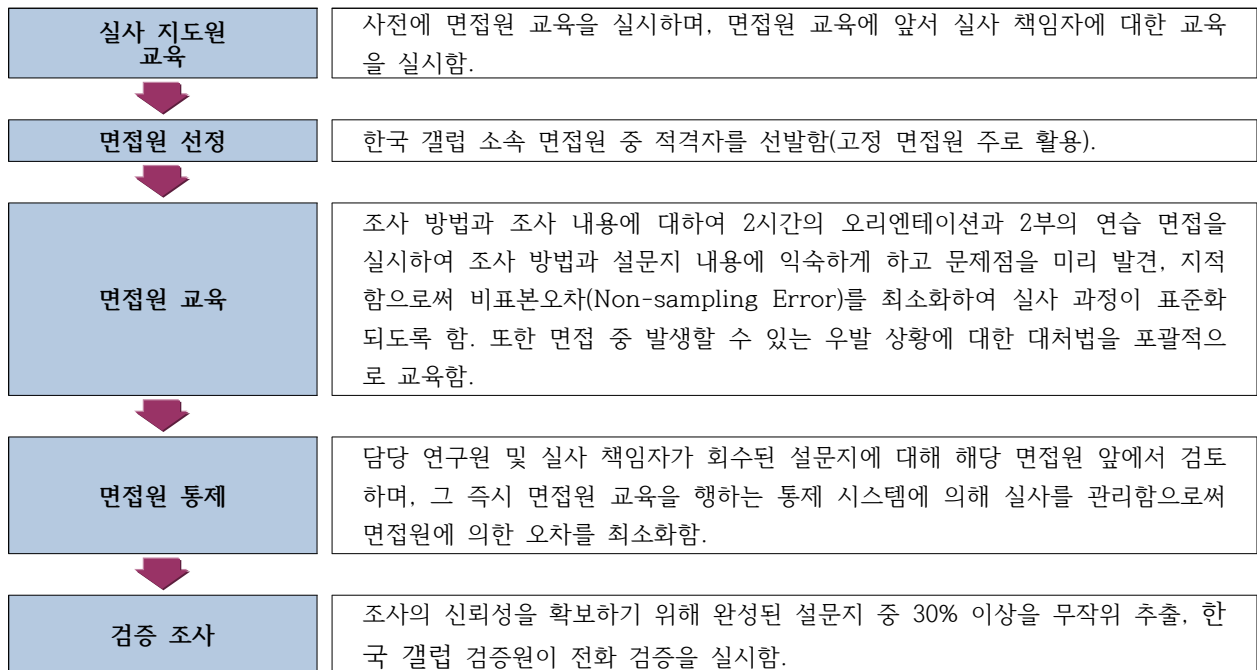 실사 지도원
교육
사전에 면접원 교육을 실시하며, 면접원 교육에 앞서 실사 책임자에 대한 교육
을 실시함.
면접원 선정
한국 갤럽 소속 면접원 중 적격자를 선발함(고정 면접원 주로 활용).
면접원 교육
조사 방법과 조사 내용에 대하여 2시간의 오리엔테이션과 2부의 연습 면접을
실시하여 조사 방법과 설문지 내용에 익숙하게 하고 문제점을 미리 발견, 지적
함으로써 비표본오차(Non-sampling Error)를 최소화하여 실사 과정이 표준화
되도록 함. 또한 면접 중 발생할 수 있는 우발 상황에 대한 대처법을 포괄적으
로 교육함.
면접원 통제
담당 연구원 및 실사 책임자가 회수된 설문지에 대해 해당 면접원 앞에서 검토
하며, 그 즉시 면접원 교육을 행하는 통제 시스템에 의해 실사를 관리함으로써
면접원에 의한 오차를 최소화함.
검증 조사
조사의 신뢰성을 확보하기 위해 완성된 설문지 중 30% 이상을 무작위 추출, 한
국 갤럽 검증원이 전화 검증을 실시함.